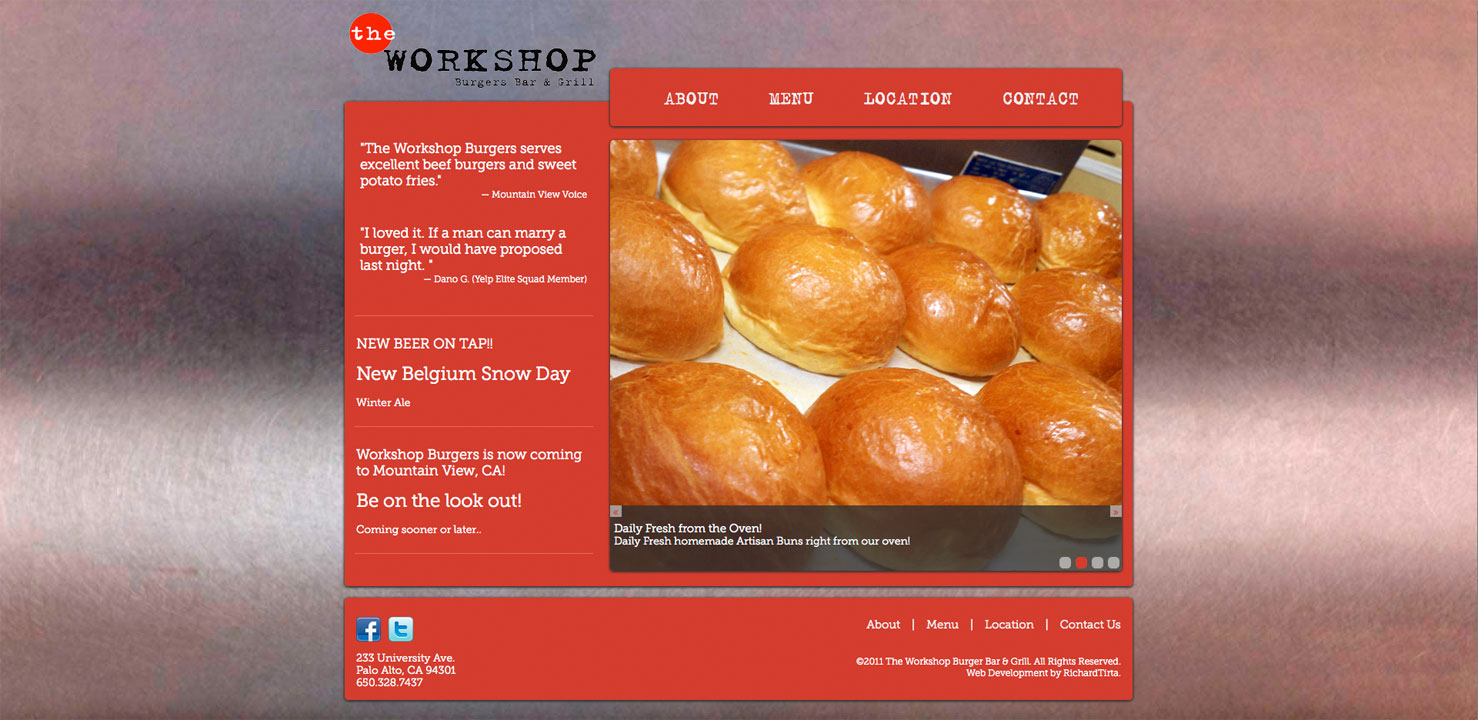 the
WORKSHOP
Burgers Bar & Grill
ABOUT MENU LOCATION CONTACT
"The Workshop Burgers serves
excellent beef burgers and sweet
potato fries."
— Mountain View Voice
"I loved it. If a man can marry a
burger, I would have proposed
last night. "
— Dano G. (Yelp Elite Squad Member)
NEW BEER ON TAP!!
New Belgium Snow Day
Winter Ale
Workshop Burgers is now coming
to Mountain View, CA!
Be on the look out!
Coming sooner or later..
« »
Daily Fresh from the Oven!
Daily Fresh homemade Artisan Buns right from our oven!
f t
About | Menu | Location | Contact Us
233 University Ave.
Palo Alto, CA 94301
650.328.7437
©2011 The Workshop Burger Bar & Grill. All Rights Reserved.
Web Development by RichardTirta.